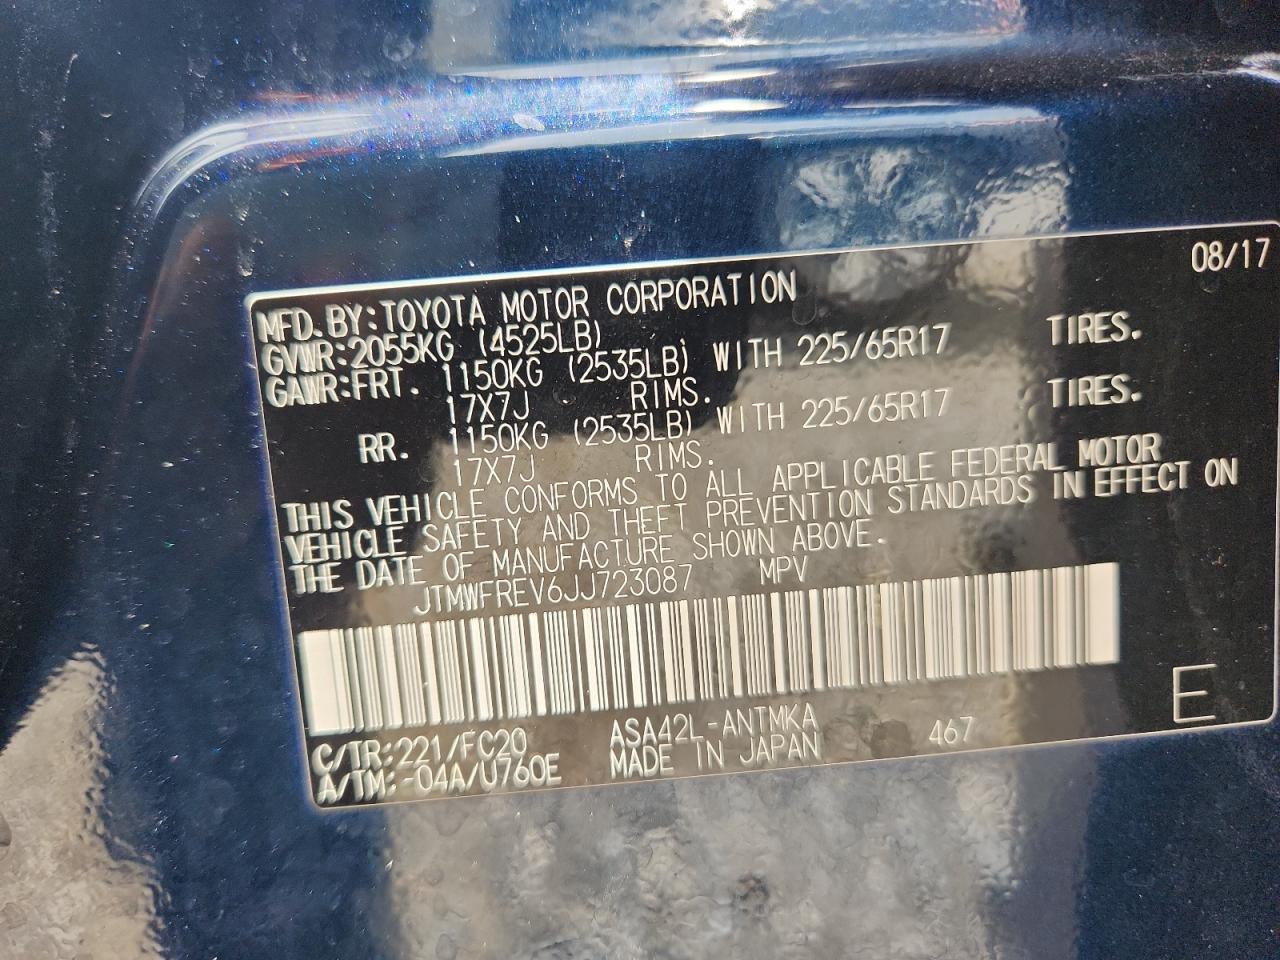 08/17
MFD. BY: TOYOTA MOTOR CORPORATION
GVWR: 2055KG (4525LB)
GAWR: FRT. 1150KG (2535LB) WITH 225/65R17 TIRES.
17X7J RIMS.
RR. 1150KG (2535LB) WITH 225/65R17 TIRES.
17X7J RIMS.
THIS VEHICLE CONFORMS TO ALL APPLICABLE FEDERAL MOTOR
VEHICLE SAFETY AND THEFT PREVENTION STANDARDS IN EFFECT ON
THE DATE OF MANUFACTURE SHOWN ABOVE.
JTMWFREV6JJ723087 MPV
E
C/TR: 221/FC20 ASA42L-ANTMKA 467
A/TM: -04A/U760E MADE IN JAPAN